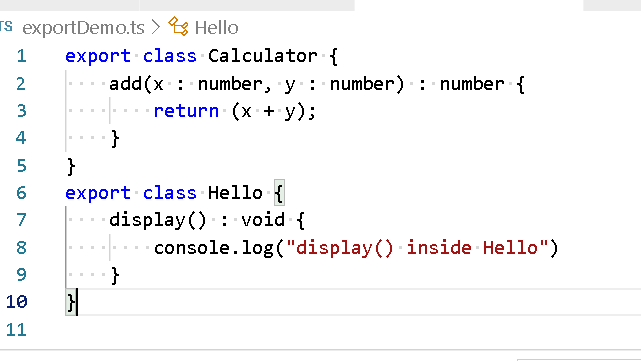 TS exportDemo.ts > Hello
1 export class Calculator {
2     add(x : number, y : number) : number {
3         return (x + y);
4     }
5 }
6 export class Hello {
7     display() : void {
8         console.log("display() inside Hello")
9     }
10 }
11